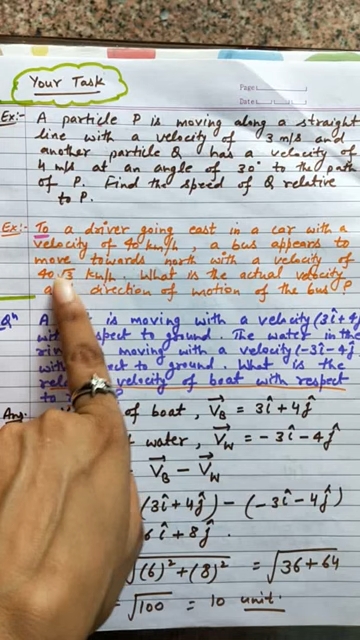 Your Task
Page:
Date:
Ex:- A particle P is moving along a straight
line with a velocity of 3 m/s and
another particle Q has a velocity of
4 m/s at an angle of 30° to the path
of P. Find the speed of Q relative
to P.
Ex:- To a driver going east in a car with a
velocity of 40 km/h, a bus appears to
move towards north with a velocity of
40√3 km/h. What is the actual velocity
direction of motion of the bus?
Qn A is moving with a velocity (3î+4ĵ
respect to ground. The water in the
moving with a velocity (-3î-4ĵ
respect to ground. What is the
velocity of boat with respect
Ans: of boat, V_B = 3î+4ĵ
water, V_W = -3î-4ĵ
= V_B - V_W
(3î+4ĵ) - (-3î-4ĵ)
6î+8ĵ.
√(6)²+(8)² = √36+64
= √100 = 10 unit.